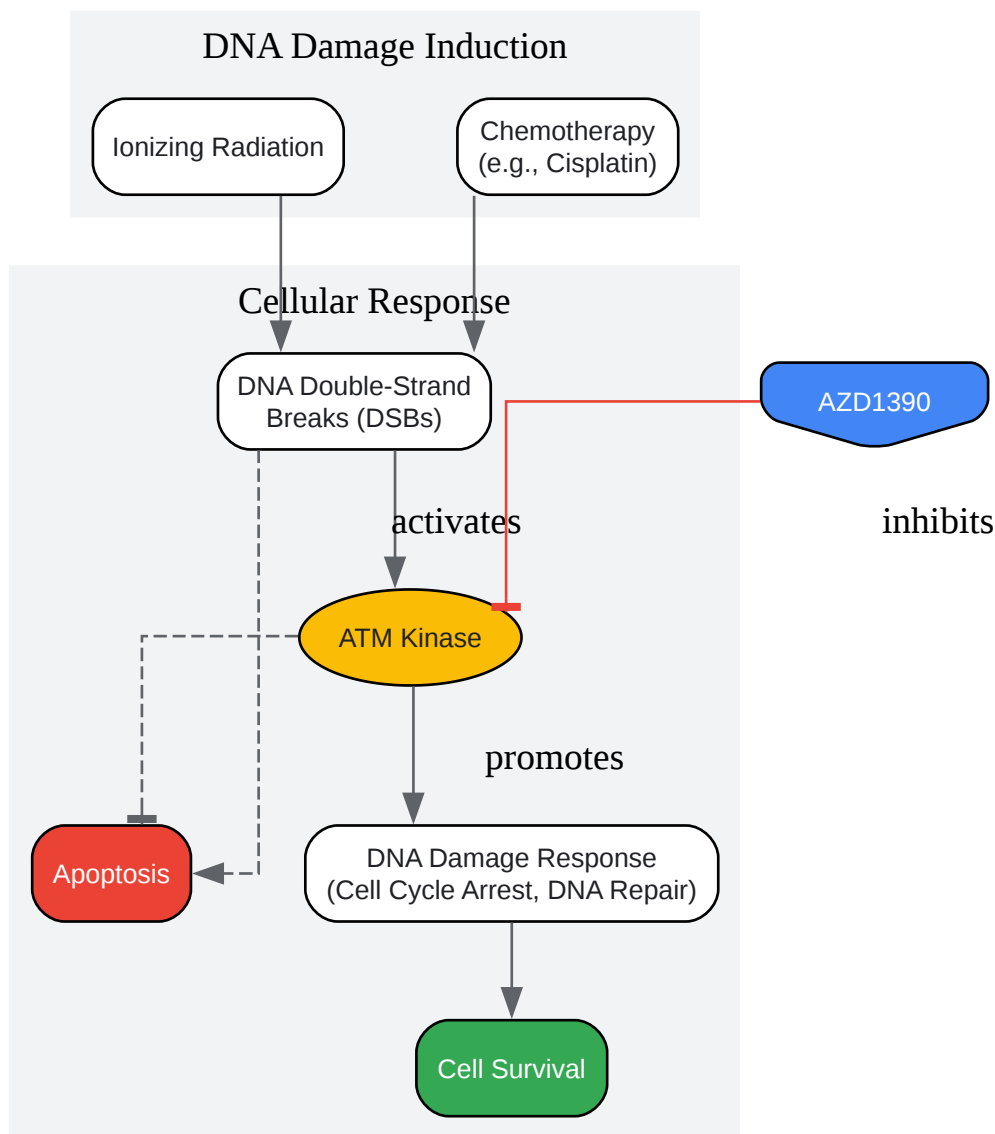 DNA Damage Induction
Ionizing Radiation
Chemotherapy
(e.g., Cisplatin)
Cellular Response
DNA Double-Strand
Breaks (DSBs)
AZD1390
activates
inhibits
ATM Kinase
promotes
Apoptosis
DNA Damage Response
(Cell Cycle Arrest, DNA Repair)
Cell Survival